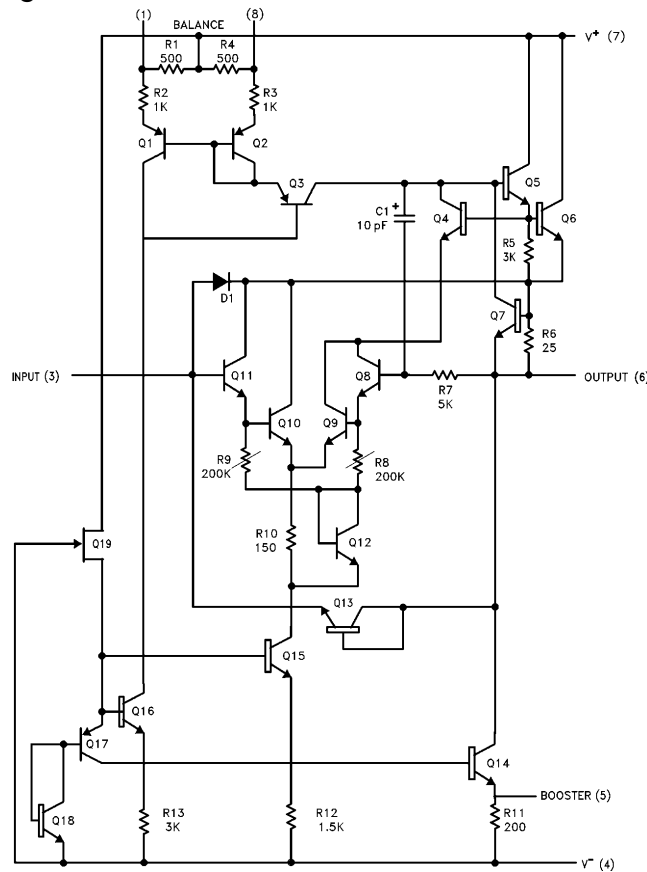 (1)
(8)
BALANCE
V+ (7)
R1
500
R4
500
R2
1K
R3
1K
Q1
Q2
Q3
Q5
C1
+
10 pF
Q4
Q6
R5
3K
D1
Q7
R6
25
INPUT (3)
Q11
Q8
OUTPUT (6)
R7
5K
Q10
Q9
R9
200K
R8
200K
Q19
R10
150
Q12
Q13
Q15
Q16
Q17
Q14
BOOSTER (5)
Q18
R13
3K
R12
1.5K
R11
200
V− (4)